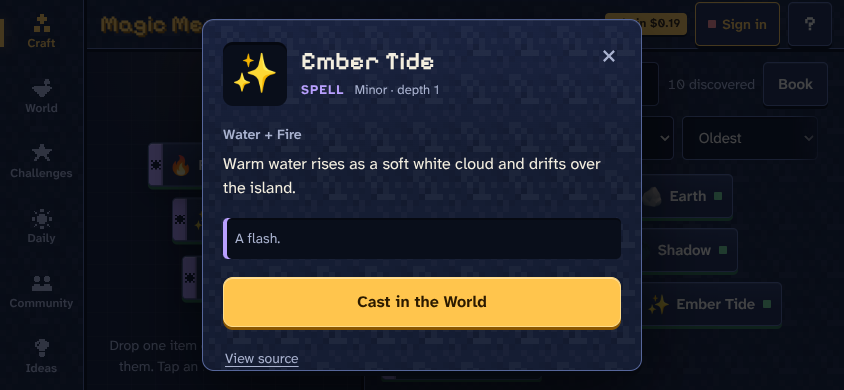 Craft
Magic Me
in $0.19
Sign in
?
Ember Tide
SPELL Minor · depth 1
×
World
10 discovered
Book
Water + Fire
Warm water rises as a soft white cloud and drifts over
the island.
Challenges
Oldest
Earth
A flash.
Daily
Shadow
Cast in the World
Community
Ember Tide
Drop one item
them. Tap an
View source
Ideas